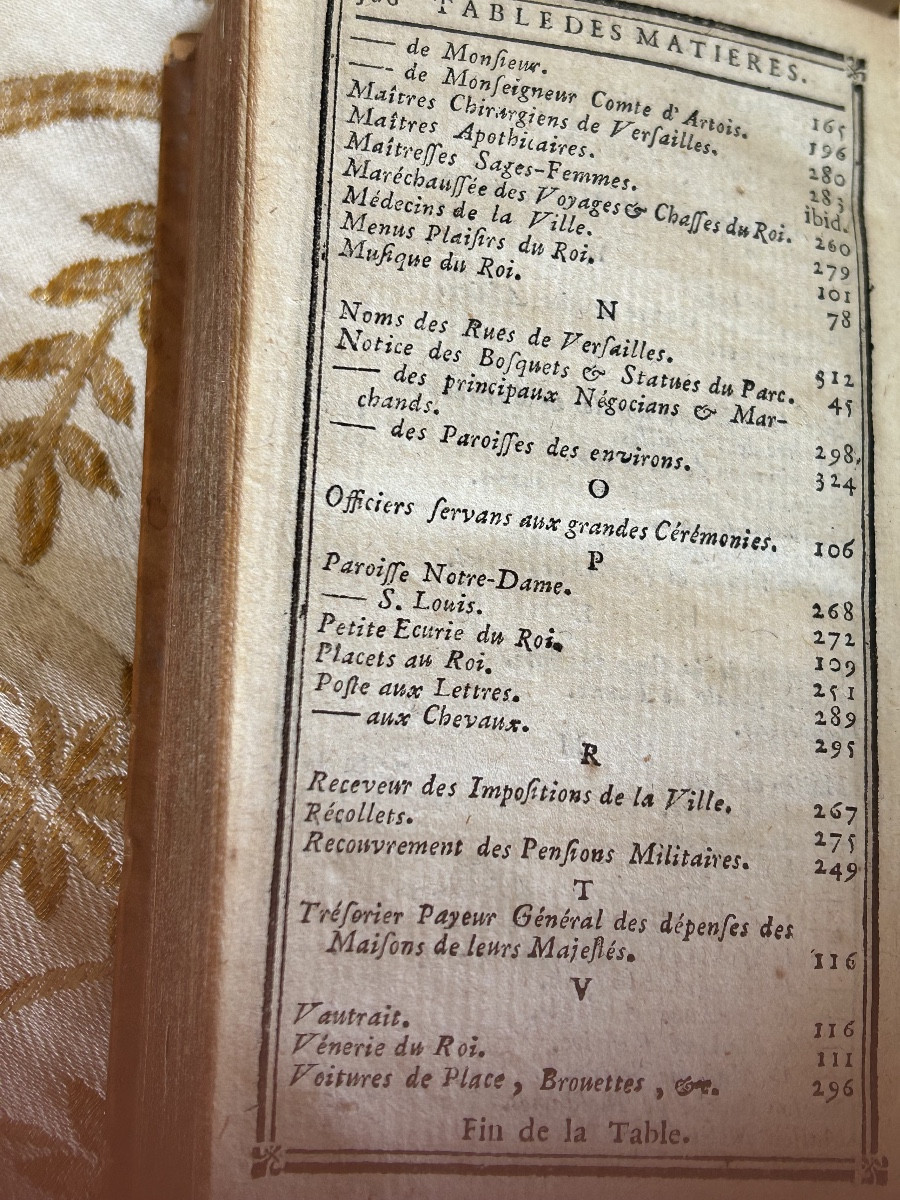 TABLE DES MATIERES.
—— de Monſieur. 165
—— de Monſeigneur Comte d'Artois. 196
Maîtres Chirurgiens de Verſailles. 280
Maîtres Apothicaires. 283
Maîtreſſes Sages-Femmes. ibid.
Maréchauſſée des Voyages & Chaſſes du Roi. 260
Médecins de la Ville. 279
Menus Plaiſirs du Roi. 101
Muſique du Roi. 78
N
Noms des Rues de Verſailles. 312
Notice des Boſquets & Statues du Parc. 45
—— des principaux Négocians & Mar-
chands. 298
—— des Paroiſſes des environs. 324
O
Officiers ſervans aux grandes Cérémonies. 106
P
Paroiſſe Notre-Dame. 268
—— S. Louis. 272
Petite Ecurie du Roi. 109
Placets au Roi. 251
Poſte aux Lettres. 289
—— aux Chevaux. 295
R
Receveur des Impoſitions de la Ville. 267
Récollets. 275
Recouvrement des Penſions Militaires. 249
T
Tréſorier Payeur Général des dépenſes des
Maiſons de leurs Majeſtés. 116
V
Vautrait. 116
Vénerie du Roi. 111
Voitures de Place, Brouettes, &c. 296
Fin de la Table.